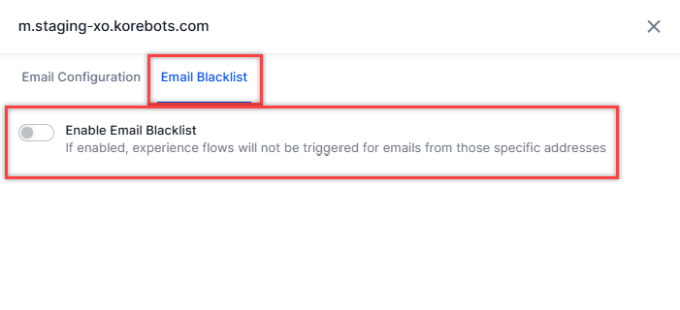 m.staging-xo.korebots.com
Email Configuration Email Blacklist
Enable Email Blacklist
If enabled, experience flows will not be triggered for emails from those specific addresses